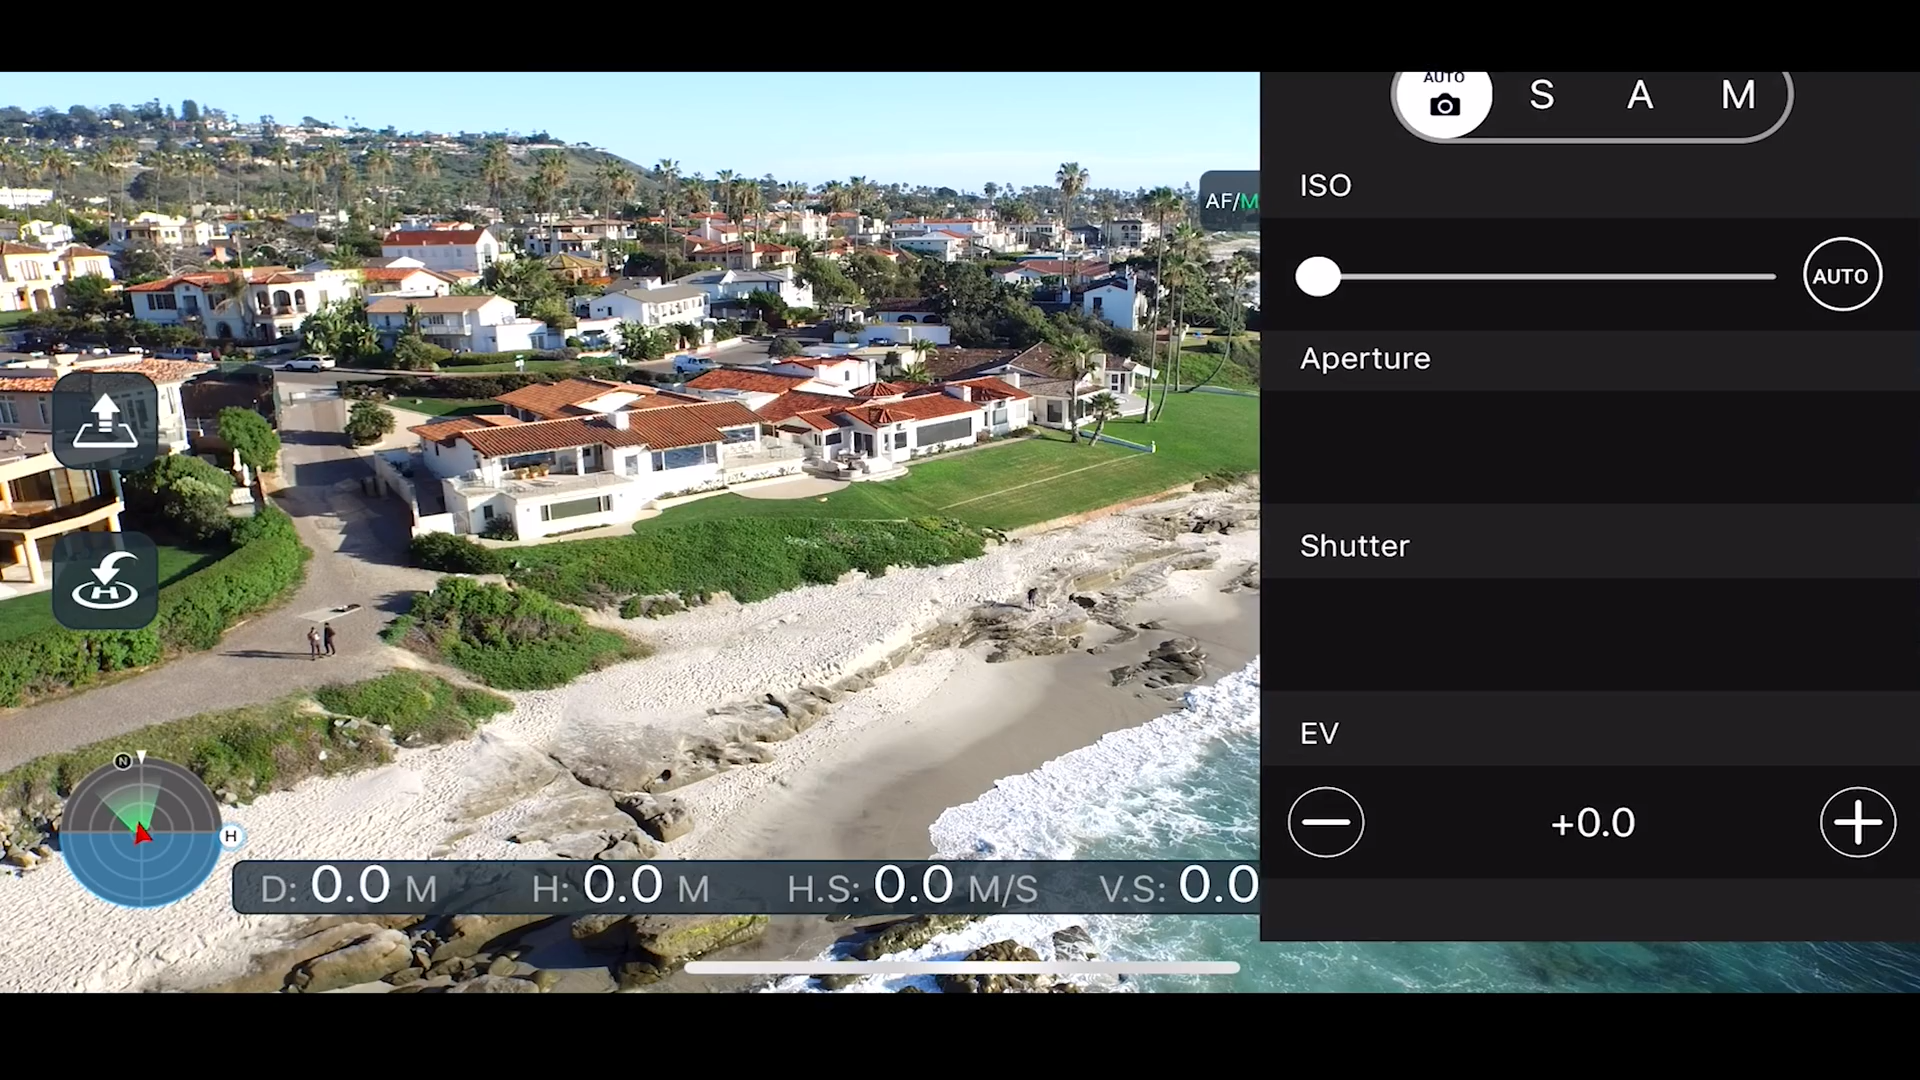 AUTO
S A M
ISO
AF/M
AUTO
Aperture
Shutter
EV
+0.0
N
H
D: 0.0 M H: 0.0 M H.S: 0.0 M/S V.S: 0.0